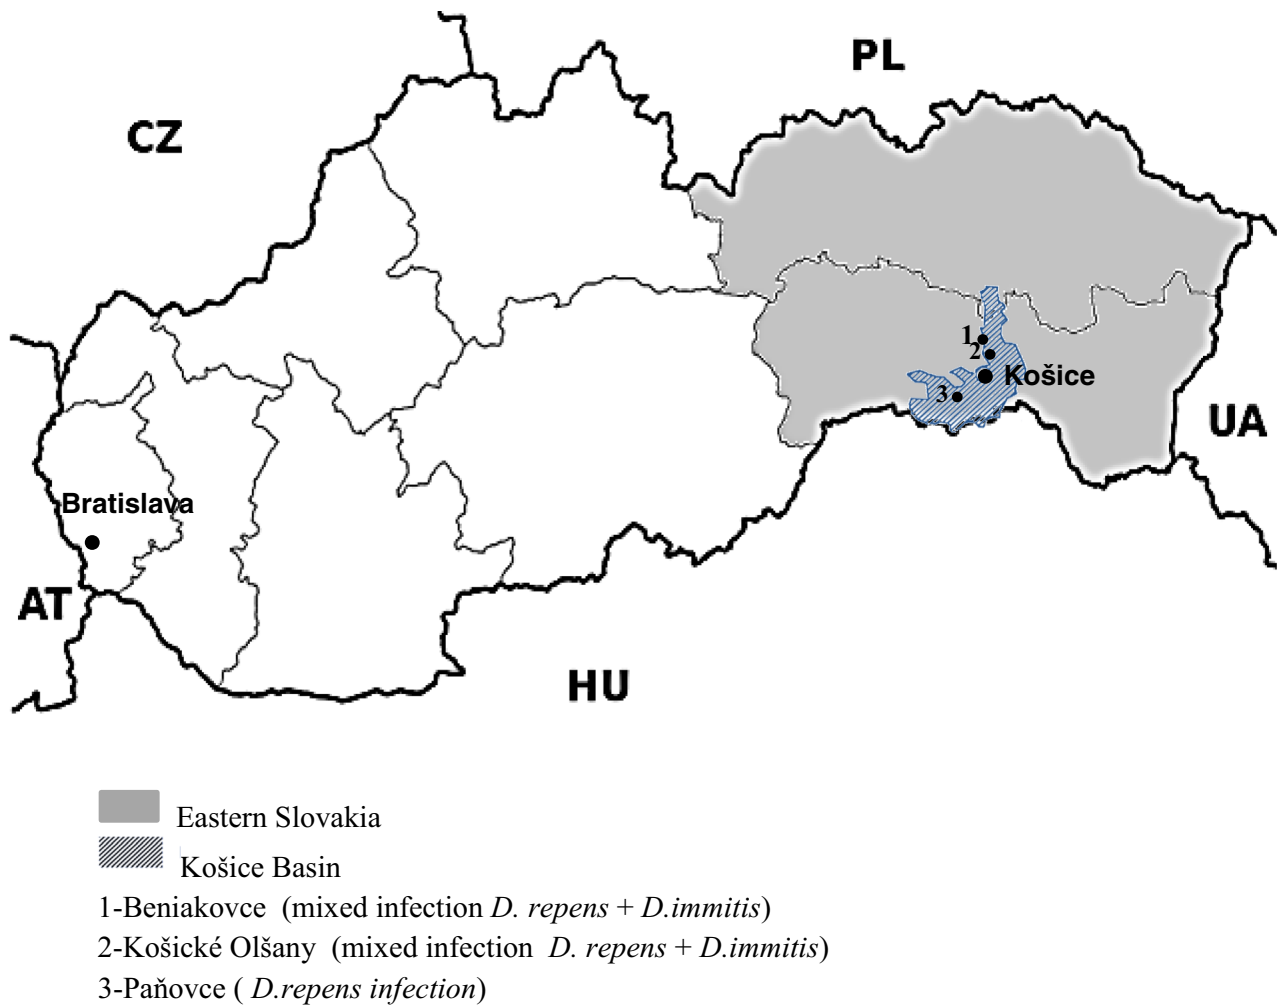 PL
CZ
1
2
Košice
3
UA
Bratislava
AT
HU
Eastern Slovakia
Košice Basin
1-Beniakovce (mixed infection D. repens + D.immitis)
2-Košické Olšany (mixed infection D. repens + D.immitis)
3-Paňovce ( D.repens infection)